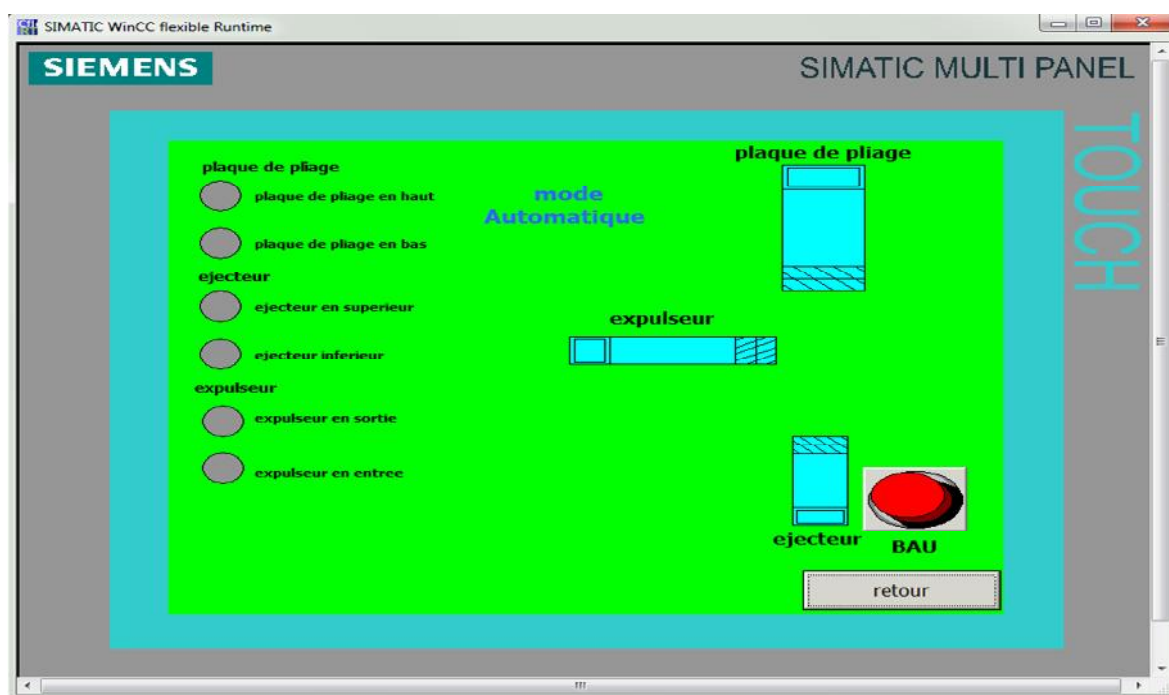 SIMATIC WinCC flexible Runtime
SIEMENS
SIMATIC MULTI PANEL
TOUCH
plaque de pliage
plaque de pliage en haut
plaque de pliage en bas
ejecteur
ejecteur en superieur
ejecteur inferieur
expulseur
expulseur en sortie
expulseur en entree
mode
Automatique
plaque de pliage
expulseur
ejecteur
BAU
retour